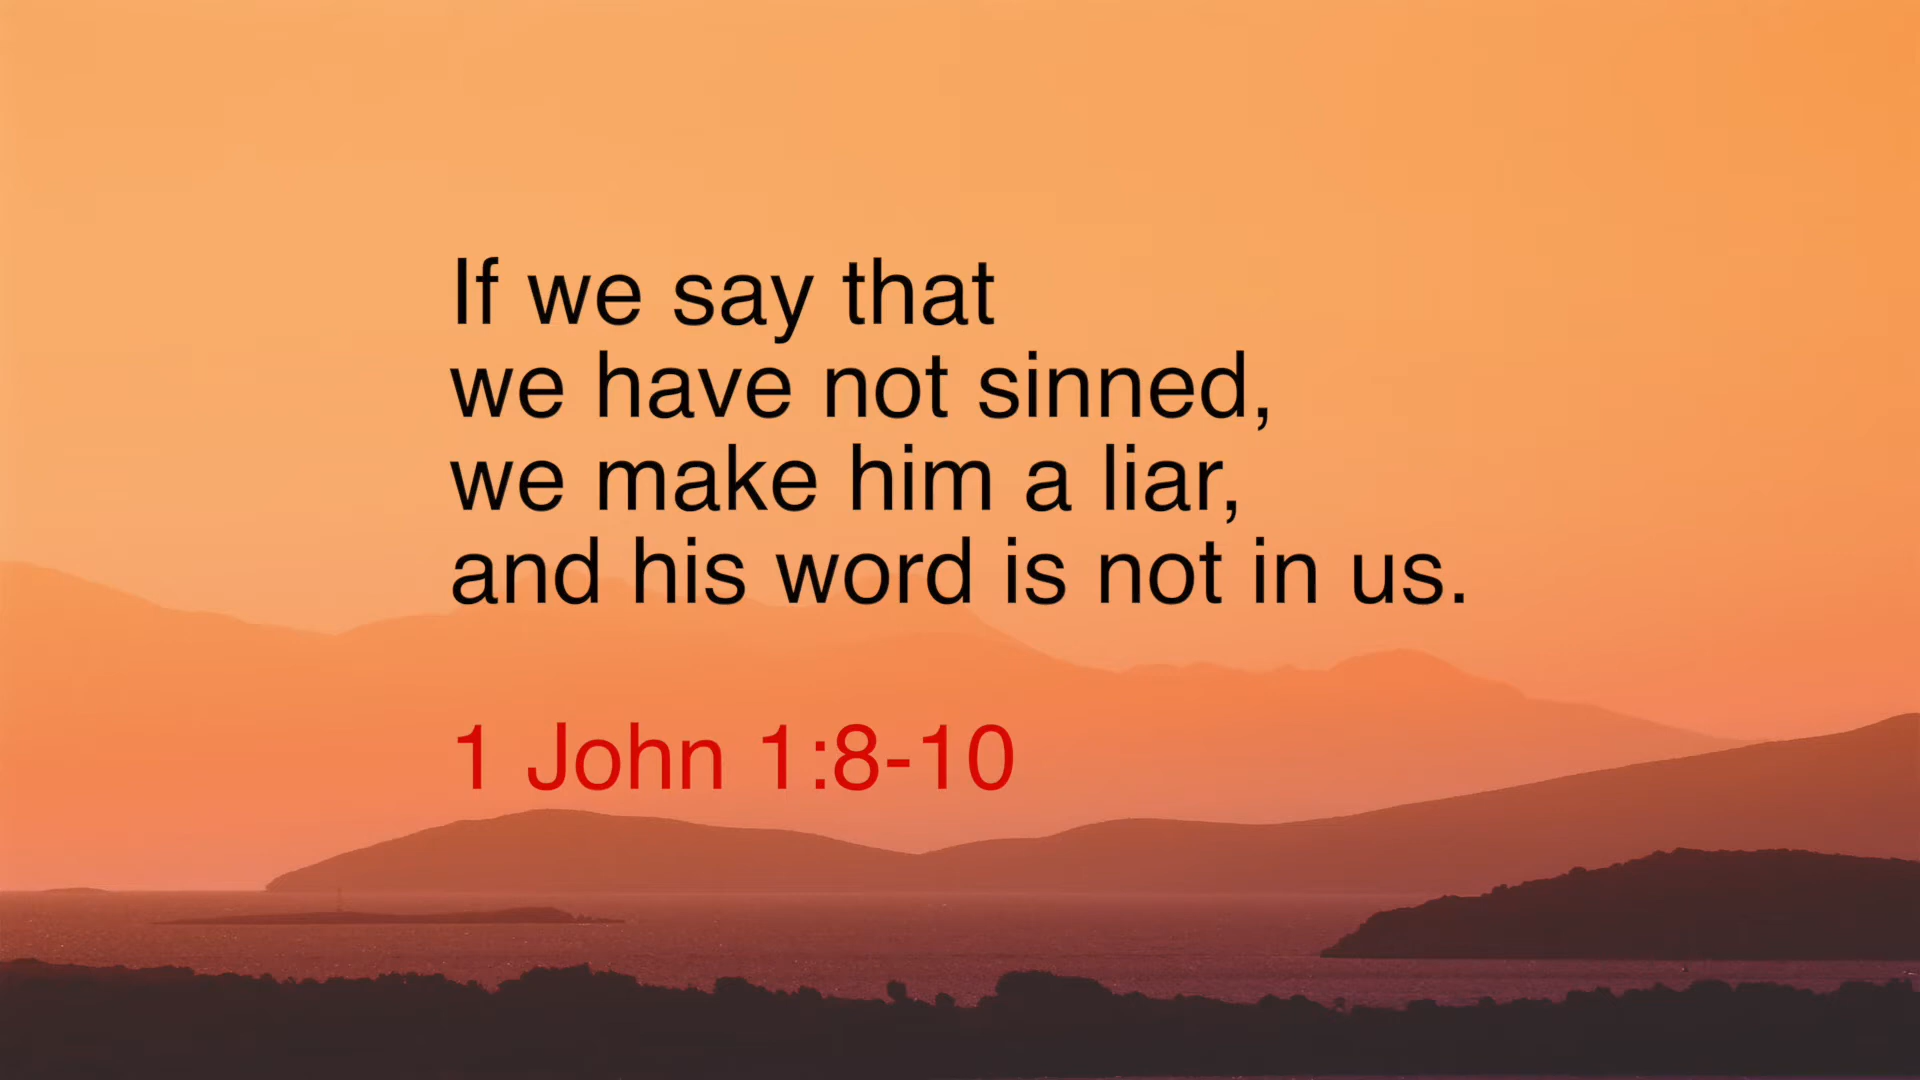 If we say that
we have not sinned,
we make him a liar,
and his word is not in us.
1 John 1:8-10